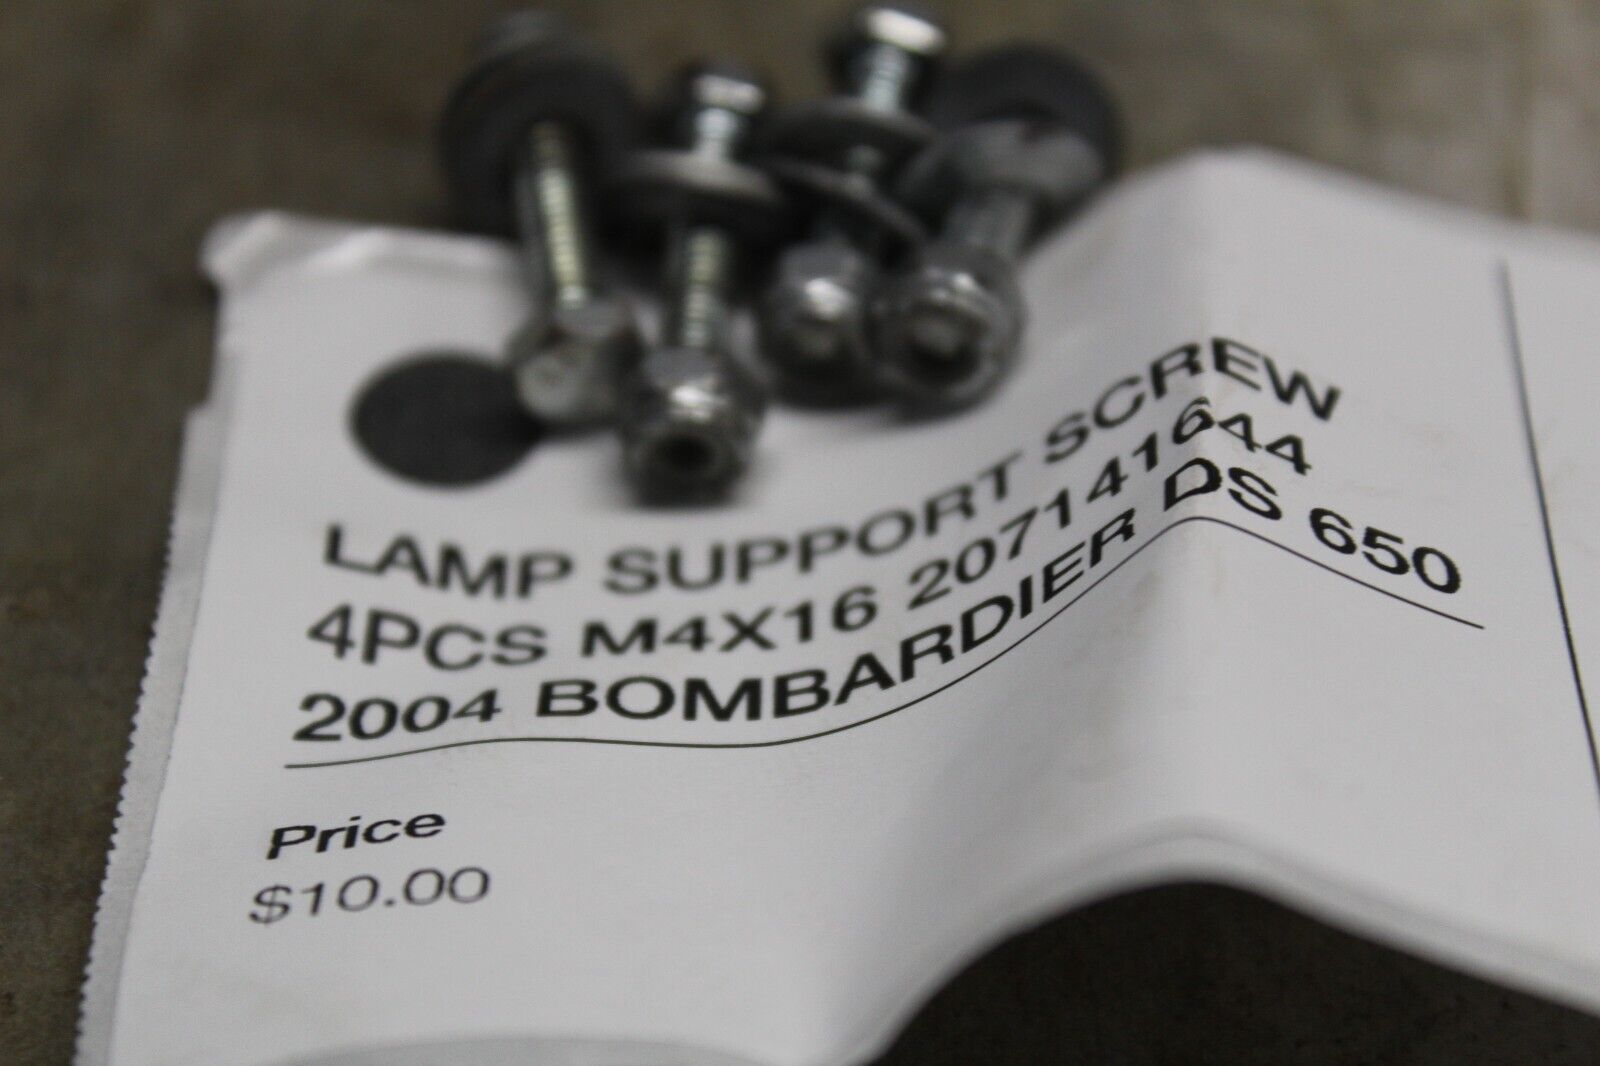 LAMP SUPPORT SCREW
4PCS M4X16 207141644
2004 BOMBARDIER DS 650
Price
$10.00